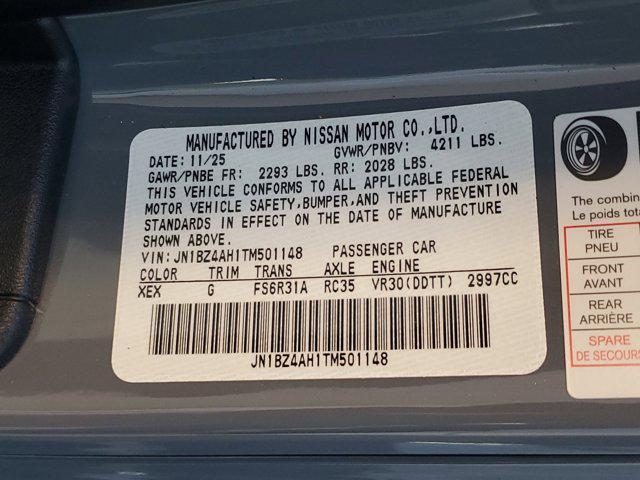 MANUFACTURED BY NISSAN MOTOR CO.,LTD.
DATE: 11/25 GVWR/PNBV: 4211 LBS.
GAWR/PNBE FR: 2293 LBS. RR: 2028 LBS.
THIS VEHICLE CONFORMS TO ALL APPLICABLE FEDERAL
MOTOR VEHICLE SAFETY,BUMPER,AND THEFT PREVENTION
STANDARDS IN EFFECT ON THE DATE OF MANUFACTURE
SHOWN ABOVE.
VIN: JN1BZ4AH1TM501148 PASSENGER CAR
COLOR TRIM TRANS AXLE ENGINE
XEX G FS6R31A RC35 VR30(DDTT) 2997CC
JN1BZ4AH1TM501148
The combin
Le poids tota
TIRE
PNEU
FRONT
AVANT
REAR
ARRIÈRE
SPARE
DE SECOURS